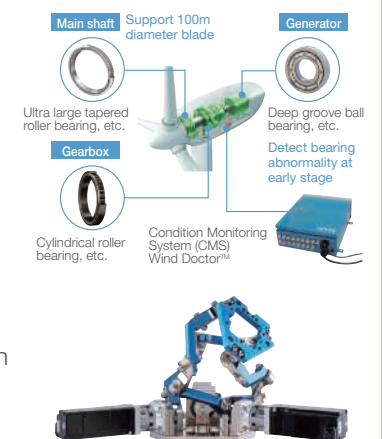 Main shaft
Support 100m
diameter blade
Generator
Ultra large tapered
roller bearing, etc.
Deep groove ball
bearing, etc.
Gearbox
Detect bearing
abnormality at
early stage
Cylindrical roller
bearing, etc.
Condition Monitoring
System (CMS)
Wind Doctor™
n